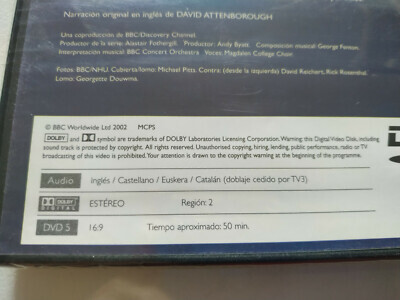 Narración original en inglés de DAVID ATTENBOROUGH
Una coproducción de BBC/Discovery Channel
Productor de la serie: Alastair Fothergill. Productor: Andy Byatt. Composición musical: George Fenton.
Interpretación musical: BBC Concert Orchestra Voces: Magdalen College Choir
Fotos: BBC/NHU. Cubierta/lomo: Michael Pitts. Contra: (desde la izquierda) David Reichert, Rick Rosenthal,
Lomo: Georgette Douwma.
© BBC Worldwide Ltd 2002 MCPS
DOLBY and symbol are trademarks of DOLBY Laboratories Licensing Corporation. Warning: this Digital Video Disk, including
sound track is protected by copyright. All rights reserved. Unauthorised copying, hiring, lending, public performance, radio or TV
broadcasting of this video is prohibited. Your attention is drawn to the copyright warning at the beginning of the programme.
Audio Inglés / Castellano / Euskera / Catalán (doblaje cedido por TV3)
DOLBY DIGITAL ESTÉREO Región: 2
DVD 5 16:9 Tiempo aproximado: 50 min.